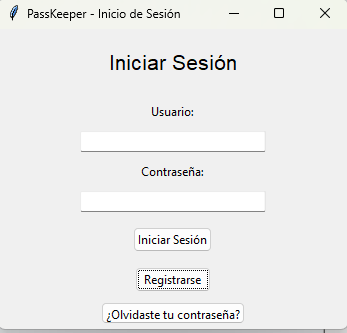 PassKeeper - Inicio de Sesión
Iniciar Sesión
Usuario:
Contraseña:
Iniciar Sesión
Registrarse
¿Olvidaste tu contraseña?